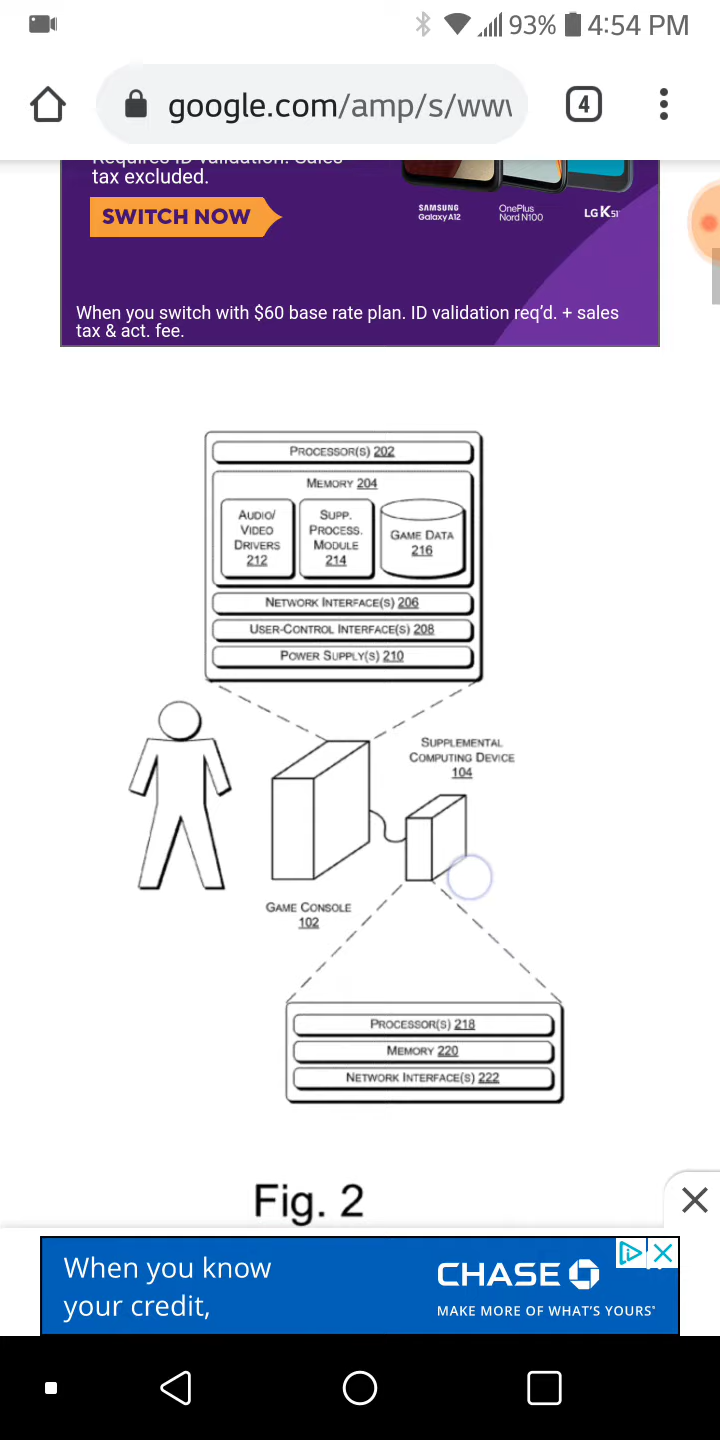 93% 4:54 PM
google.com/amp/s/www
4
Requires ID validation. Sales
tax excluded.
SWITCH NOW
SAMSUNG
Galaxy A12
OnePlus
Nord N100
LG K51
When you switch with $60 base rate plan. ID validation req'd. + sales
tax & act. fee.
PROCESSOR(S) 202
MEMORY 204
AUDIO/
VIDEO
DRIVERS
212
SUPP.
PROCESS.
MODULE
214
GAME DATA
216
NETWORK INTERFACE(S) 206
USER-CONTROL INTERFACE(S) 208
POWER SUPPLY(S) 210
SUPPLEMENTAL
COMPUTING DEVICE
104
GAME CONSOLE
102
PROCESSOR(S) 218
MEMORY 220
NETWORK INTERFACE(S) 222
Fig. 2
When you know
your credit,
CHASE
MAKE MORE OF WHAT'S YOURS"